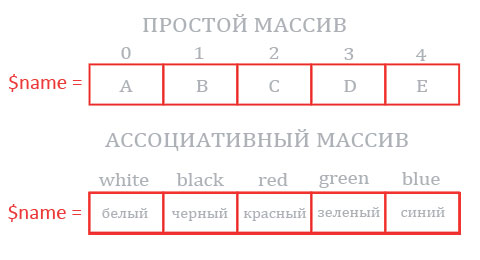 ПРОСТОЙ МАССИВ
0 1 2 3 4
$name = A B C D E
АССОЦИАТИВНЫЙ МАССИВ
white black red green blue
$name = белый черный красный зеленый синий